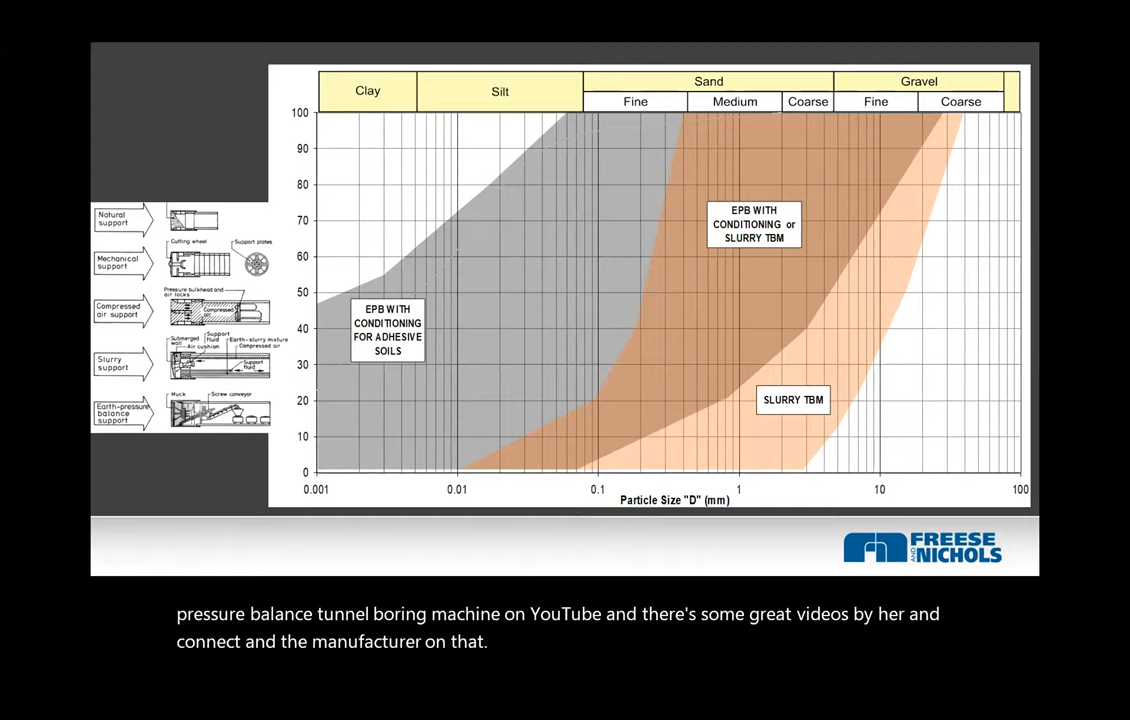 Clay
Silt
Sand
Gravel
Fine
Medium
Coarse
Fine
Coarse
100
90
80
70
60
50
40
30
20
10
0
EPB WITH
CONDITIONING or
SLURRY TBM
EPB WITH
CONDITIONING
FOR ADHESIVE
SOILS
SLURRY TBM
0.001
0.01
0.1
1
10
100
Particle Size "D" (mm)
Natural
support
Cutting wheel
Support plates
Mechanical
support
Pressure bulkhead and
air locks
Compressed
air support
Compressed
air
Submerged
wall
Support
fluid
Air cushion
Earth-slurry mixture
Compressed air
Slurry
support
Support
fluid
Muck
Screw conveyor
Earth-pressure
balance
support
FREESE
AND
NICHOLS
pressure balance tunnel boring machine on YouTube and there's some great videos by her and
connect and the manufacturer on that.